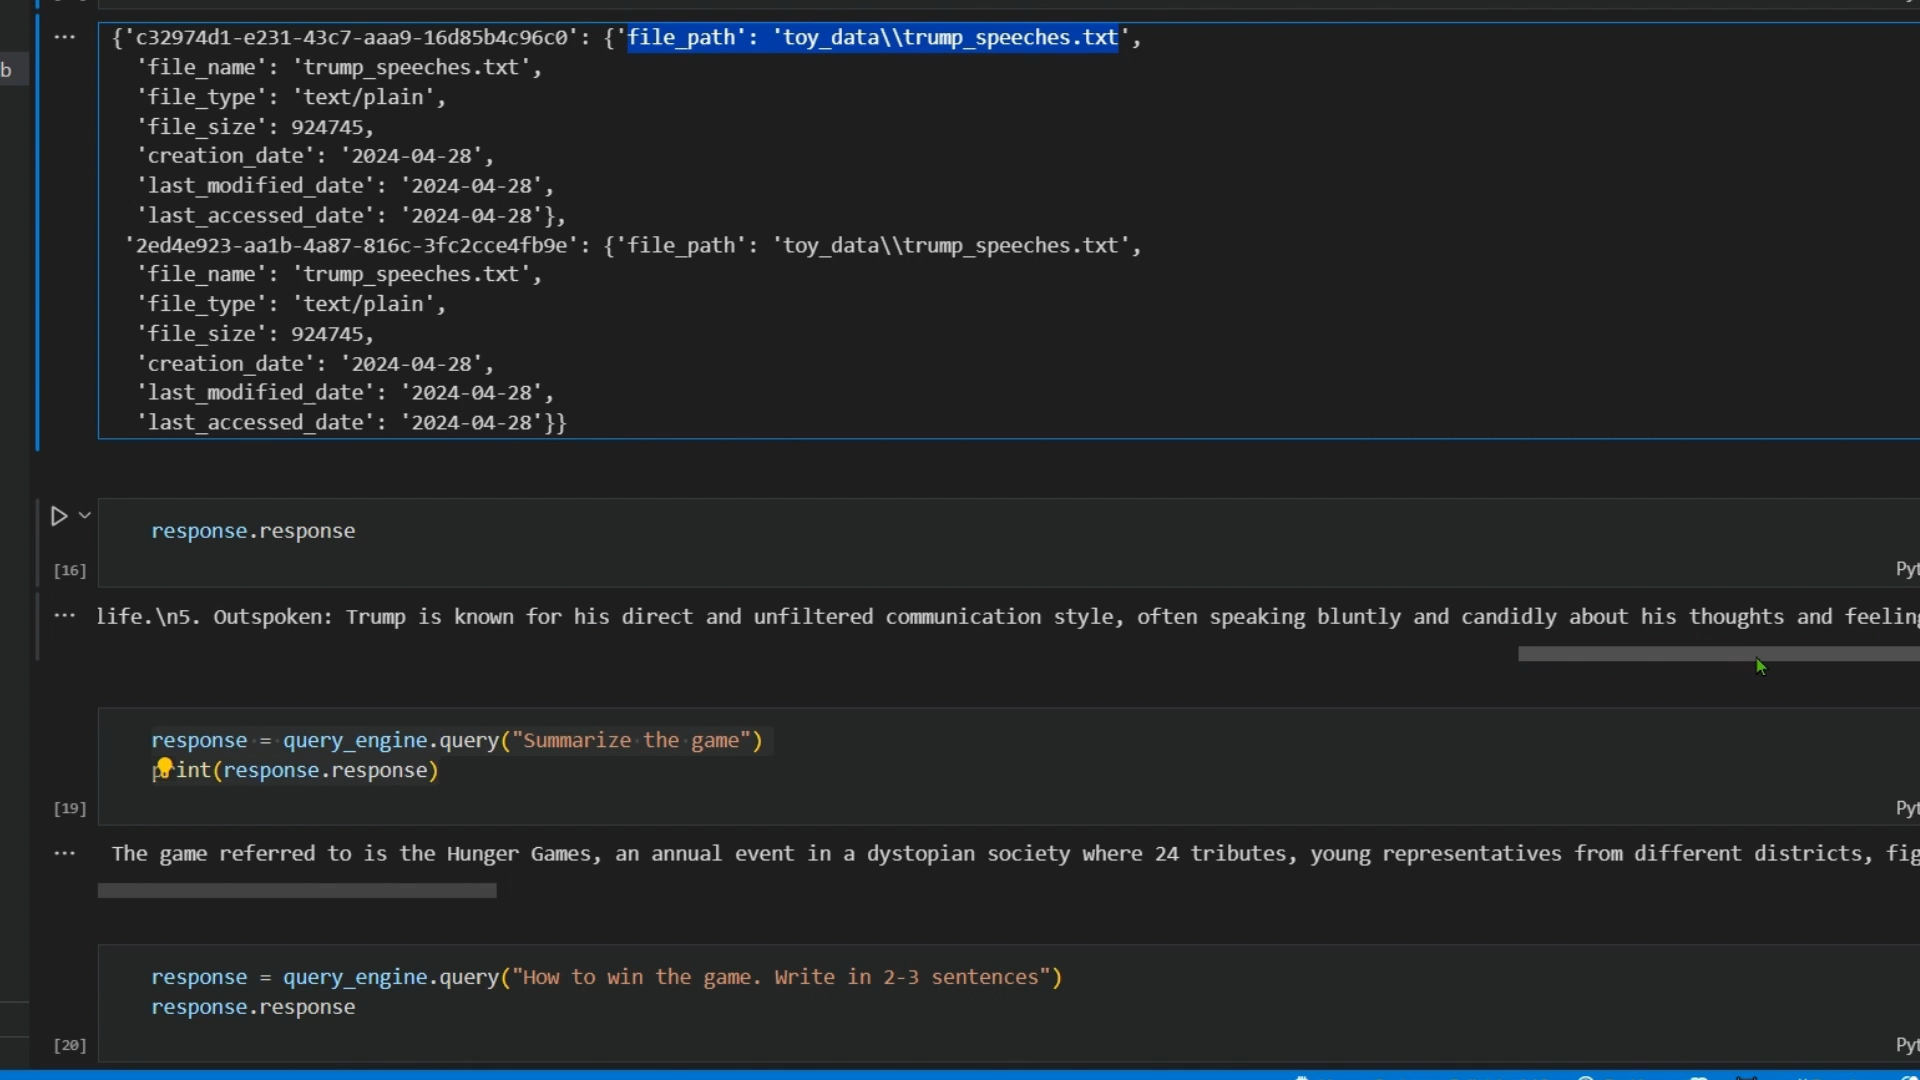 b
{'c32974d1-e231-43c7-aaa9-16d85b4c96c0': {'file_path': 'toy_data\\trump_speeches.txt',
'file_name': 'trump_speeches.txt',
'file_type': 'text/plain',
'file_size': 924745,
'creation_date': '2024-04-28',
'last_modified_date': '2024-04-28',
'last_accessed_date': '2024-04-28'},
'2ed4e923-aa1b-4a87-816c-3fc2cce4fb9e': {'file_path': 'toy_data\\trump_speeches.txt',
'file_name': 'trump_speeches.txt',
'file_type': 'text/plain',
'file_size': 924745,
'creation_date': '2024-04-28',
'last_modified_date': '2024-04-28',
'last_accessed_date': '2024-04-28'}}
response.response
[16]
Pyt
life.\n5. Outspoken: Trump is known for his direct and unfiltered communication style, often speaking bluntly and candidly about his thoughts and feeling
response = query_engine.query("Summarize the game")
print(response.response)
[19]
Pyt
The game referred to is the Hunger Games, an annual event in a dystopian society where 24 tributes, young representatives from different districts, fig
response = query_engine.query("How to win the game. Write in 2-3 sentences")
response.response
[20]
Pyt